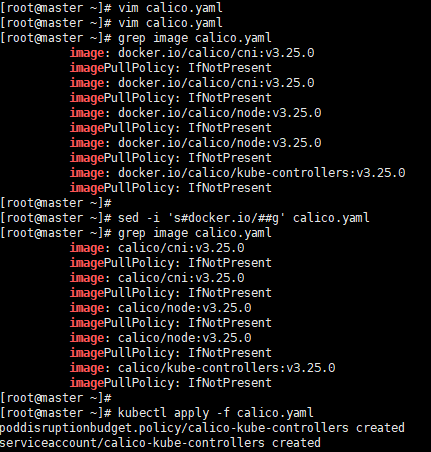 [root@master ~]# vim calico.yaml
[root@master ~]# vim calico.yaml
[root@master ~]# grep image calico.yaml
          image: docker.io/calico/cni:v3.25.0
          imagePullPolicy: IfNotPresent
          image: docker.io/calico/cni:v3.25.0
          imagePullPolicy: IfNotPresent
          image: docker.io/calico/node:v3.25.0
          imagePullPolicy: IfNotPresent
          image: docker.io/calico/node:v3.25.0
          imagePullPolicy: IfNotPresent
          image: docker.io/calico/kube-controllers:v3.25.0
          imagePullPolicy: IfNotPresent
[root@master ~]#
[root@master ~]# sed -i 's#docker.io/##g' calico.yaml
[root@master ~]# grep image calico.yaml
          image: calico/cni:v3.25.0
          imagePullPolicy: IfNotPresent
          image: calico/cni:v3.25.0
          imagePullPolicy: IfNotPresent
          image: calico/node:v3.25.0
          imagePullPolicy: IfNotPresent
          image: calico/node:v3.25.0
          imagePullPolicy: IfNotPresent
          image: calico/kube-controllers:v3.25.0
          imagePullPolicy: IfNotPresent
[root@master ~]#
[root@master ~]# kubectl apply -f calico.yaml
poddisruptionbudget.policy/calico-kube-controllers created
serviceaccount/calico-kube-controllers created